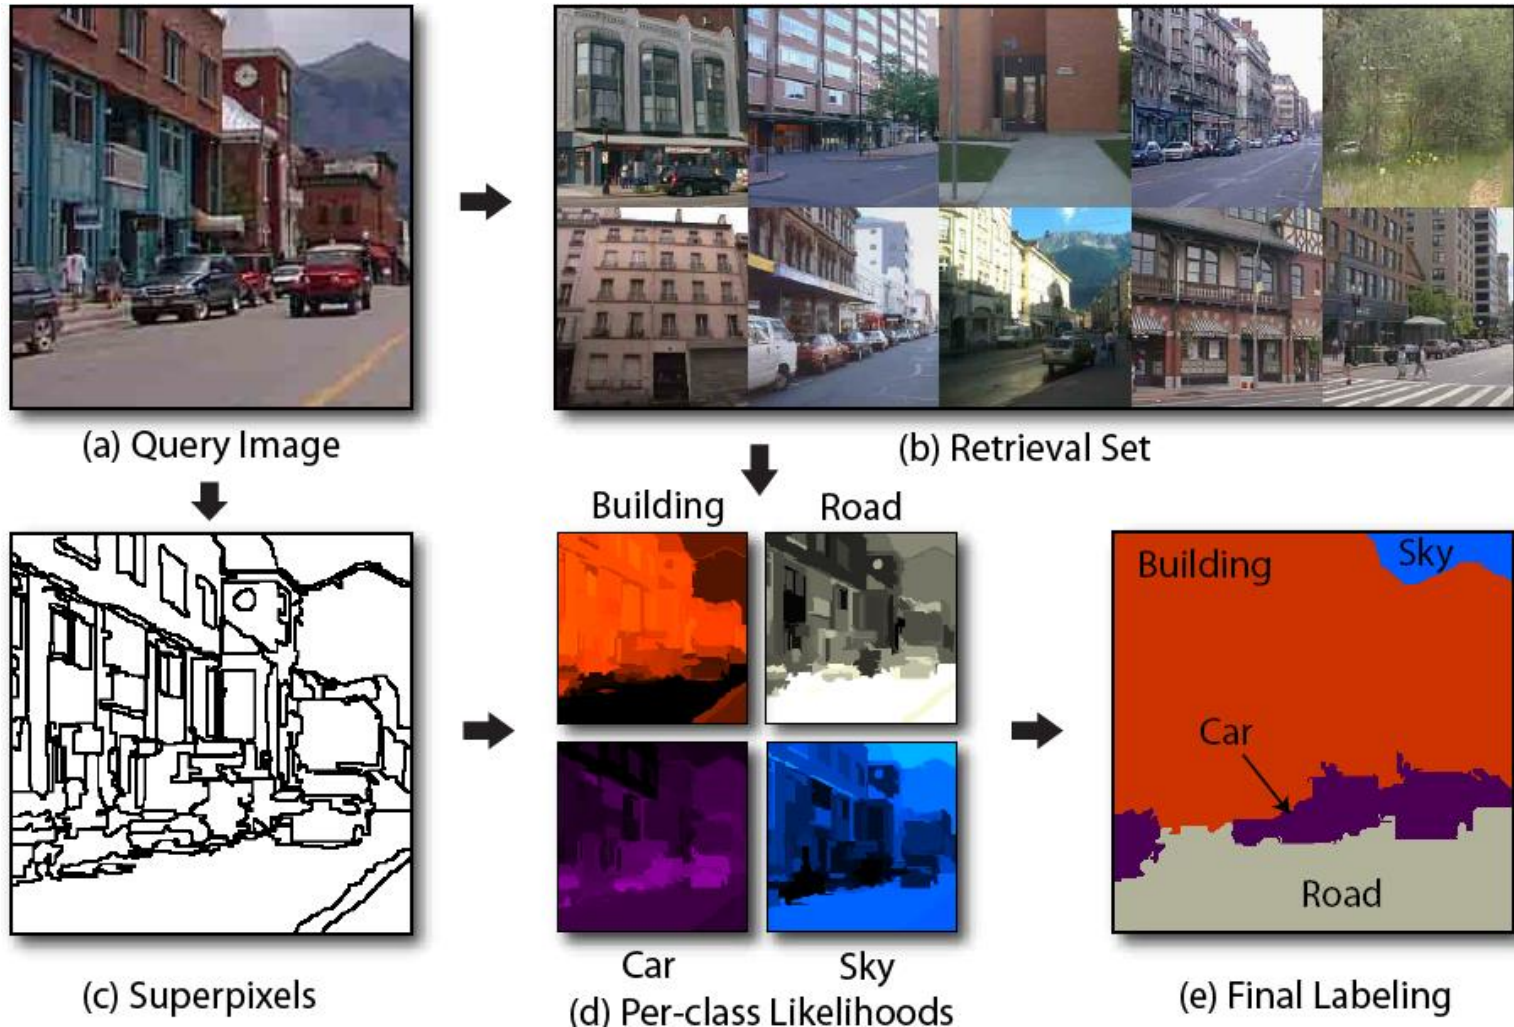 (a) Query Image
(b) Retrieval Set
Building
Road
Building
Sky
Car
Road
Car
Sky
(c) Superpixels
(d) Per-class Likelihoods
(e) Final Labeling